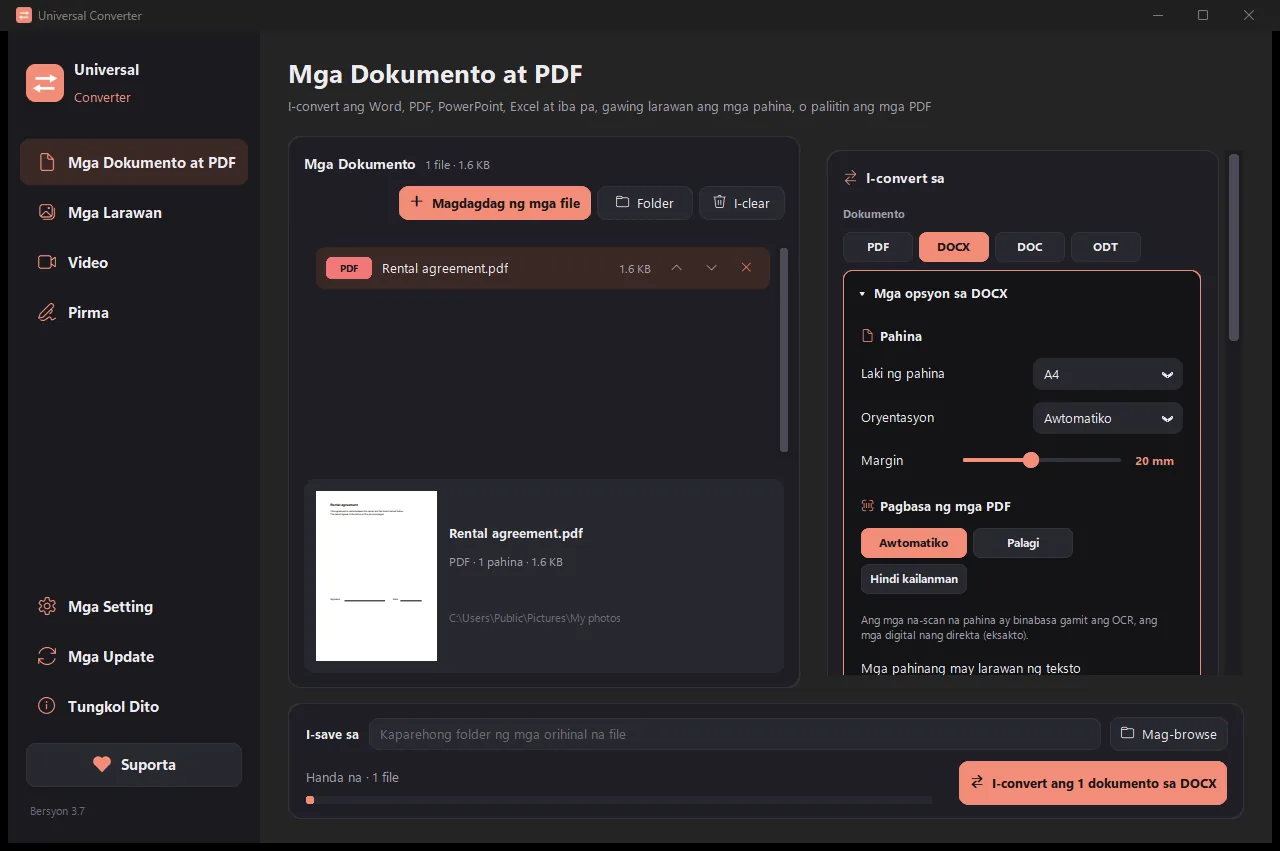 Universal Converter
Universal
Converter
Mga Dokumento at PDF
Mga Larawan
Video
Pirma
Mga Setting
Mga Update
Tungkol Dito
Suporta
Bersyon 3.7
Mga Dokumento at PDF
I-convert ang Word, PDF, PowerPoint, Excel at iba pa, gawing larawan ang mga pahina, o paliitin ang mga PDF
Mga Dokumento 1 file · 1.6 KB
Magdagdag ng mga file Folder I-clear
PDF Rental agreement.pdf 1.6 KB
Rental agreement
Rental agreement.pdf
PDF · 1 pahina · 1.6 KB
C:\Users\Public\Pictures\My photos
I-convert sa
Dokumento
PDF DOCX DOC ODT
Mga opsyon sa DOCX
Pahina
Laki ng pahina A4
Oryentasyon Awtomatiko
Margin 20 mm
Pagbasa ng mga PDF
Awtomatiko Palagi
Hindi kailanman
Ang mga na-scan na pahina ay binabasa gamit ang OCR, ang
mga digital nang direkta (eksakto).
Mga pahinang may larawan ng teksto
I-save sa Kaparehong folder ng mga orihinal na file Mag-browse
Handa na · 1 file
I-convert ang 1 dokumento sa DOCX